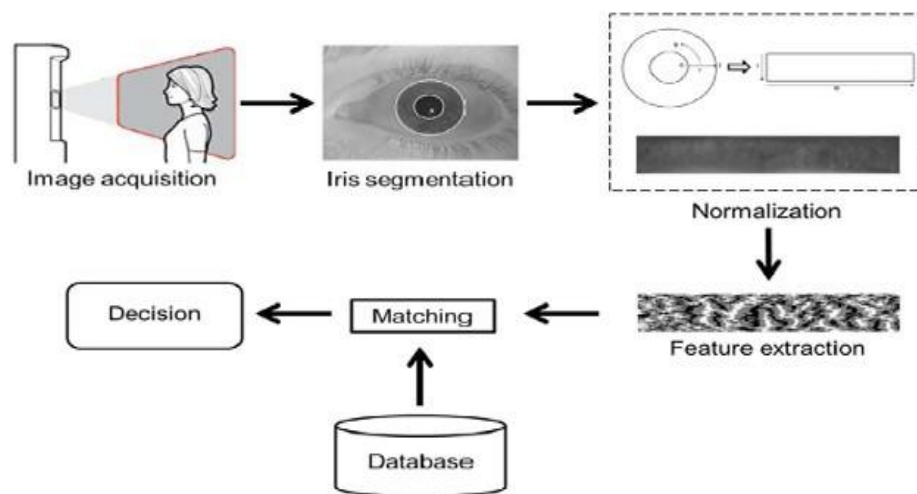 Image acquisition
Iris segmentation
Normalization
Feature extraction
Matching
Decision
Database